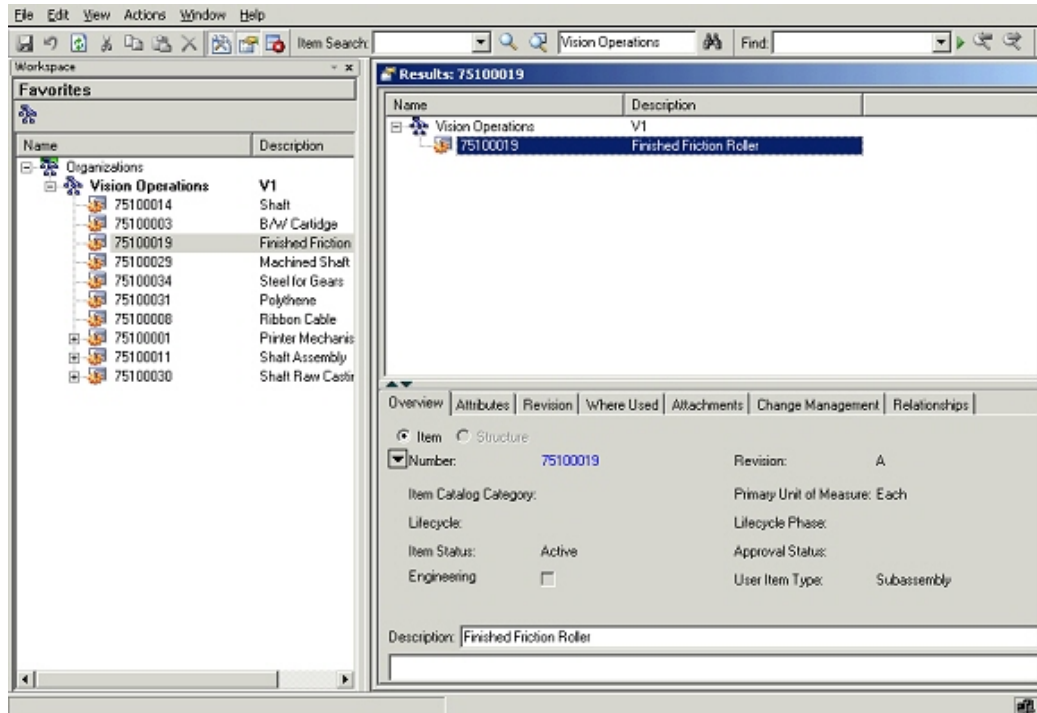 File Edit View Actions Window Help
Item Search: Vision Operations Find:
Workspace
Favorites
Name Description
Organizations
Vision Operations V1
75100014 Shaft
75100003 B/W Cartidge
75100019 Finished Friction
75100029 Machined Shaft
75100034 Steel for Gears
75100031 Polythene
75100008 Ribbon Cable
75100001 Printer Mechanis
75100011 Shaft Assembly
75100030 Shaft Raw Castin
Results: 75100019
Name Description
Vision Operations V1
75100019 Finished Friction Roller
Overview Attributes Revision Where Used Attachments Change Management Relationships
Item Structure
Number: 75100019 Revision: A
Item Catalog Category: Primary Unit of Measure: Each
Lifecycle: Lifecycle Phase:
Item Status: Active Approval Status:
Engineering User Item Type: Subassembly
Description: Finished Friction Roller